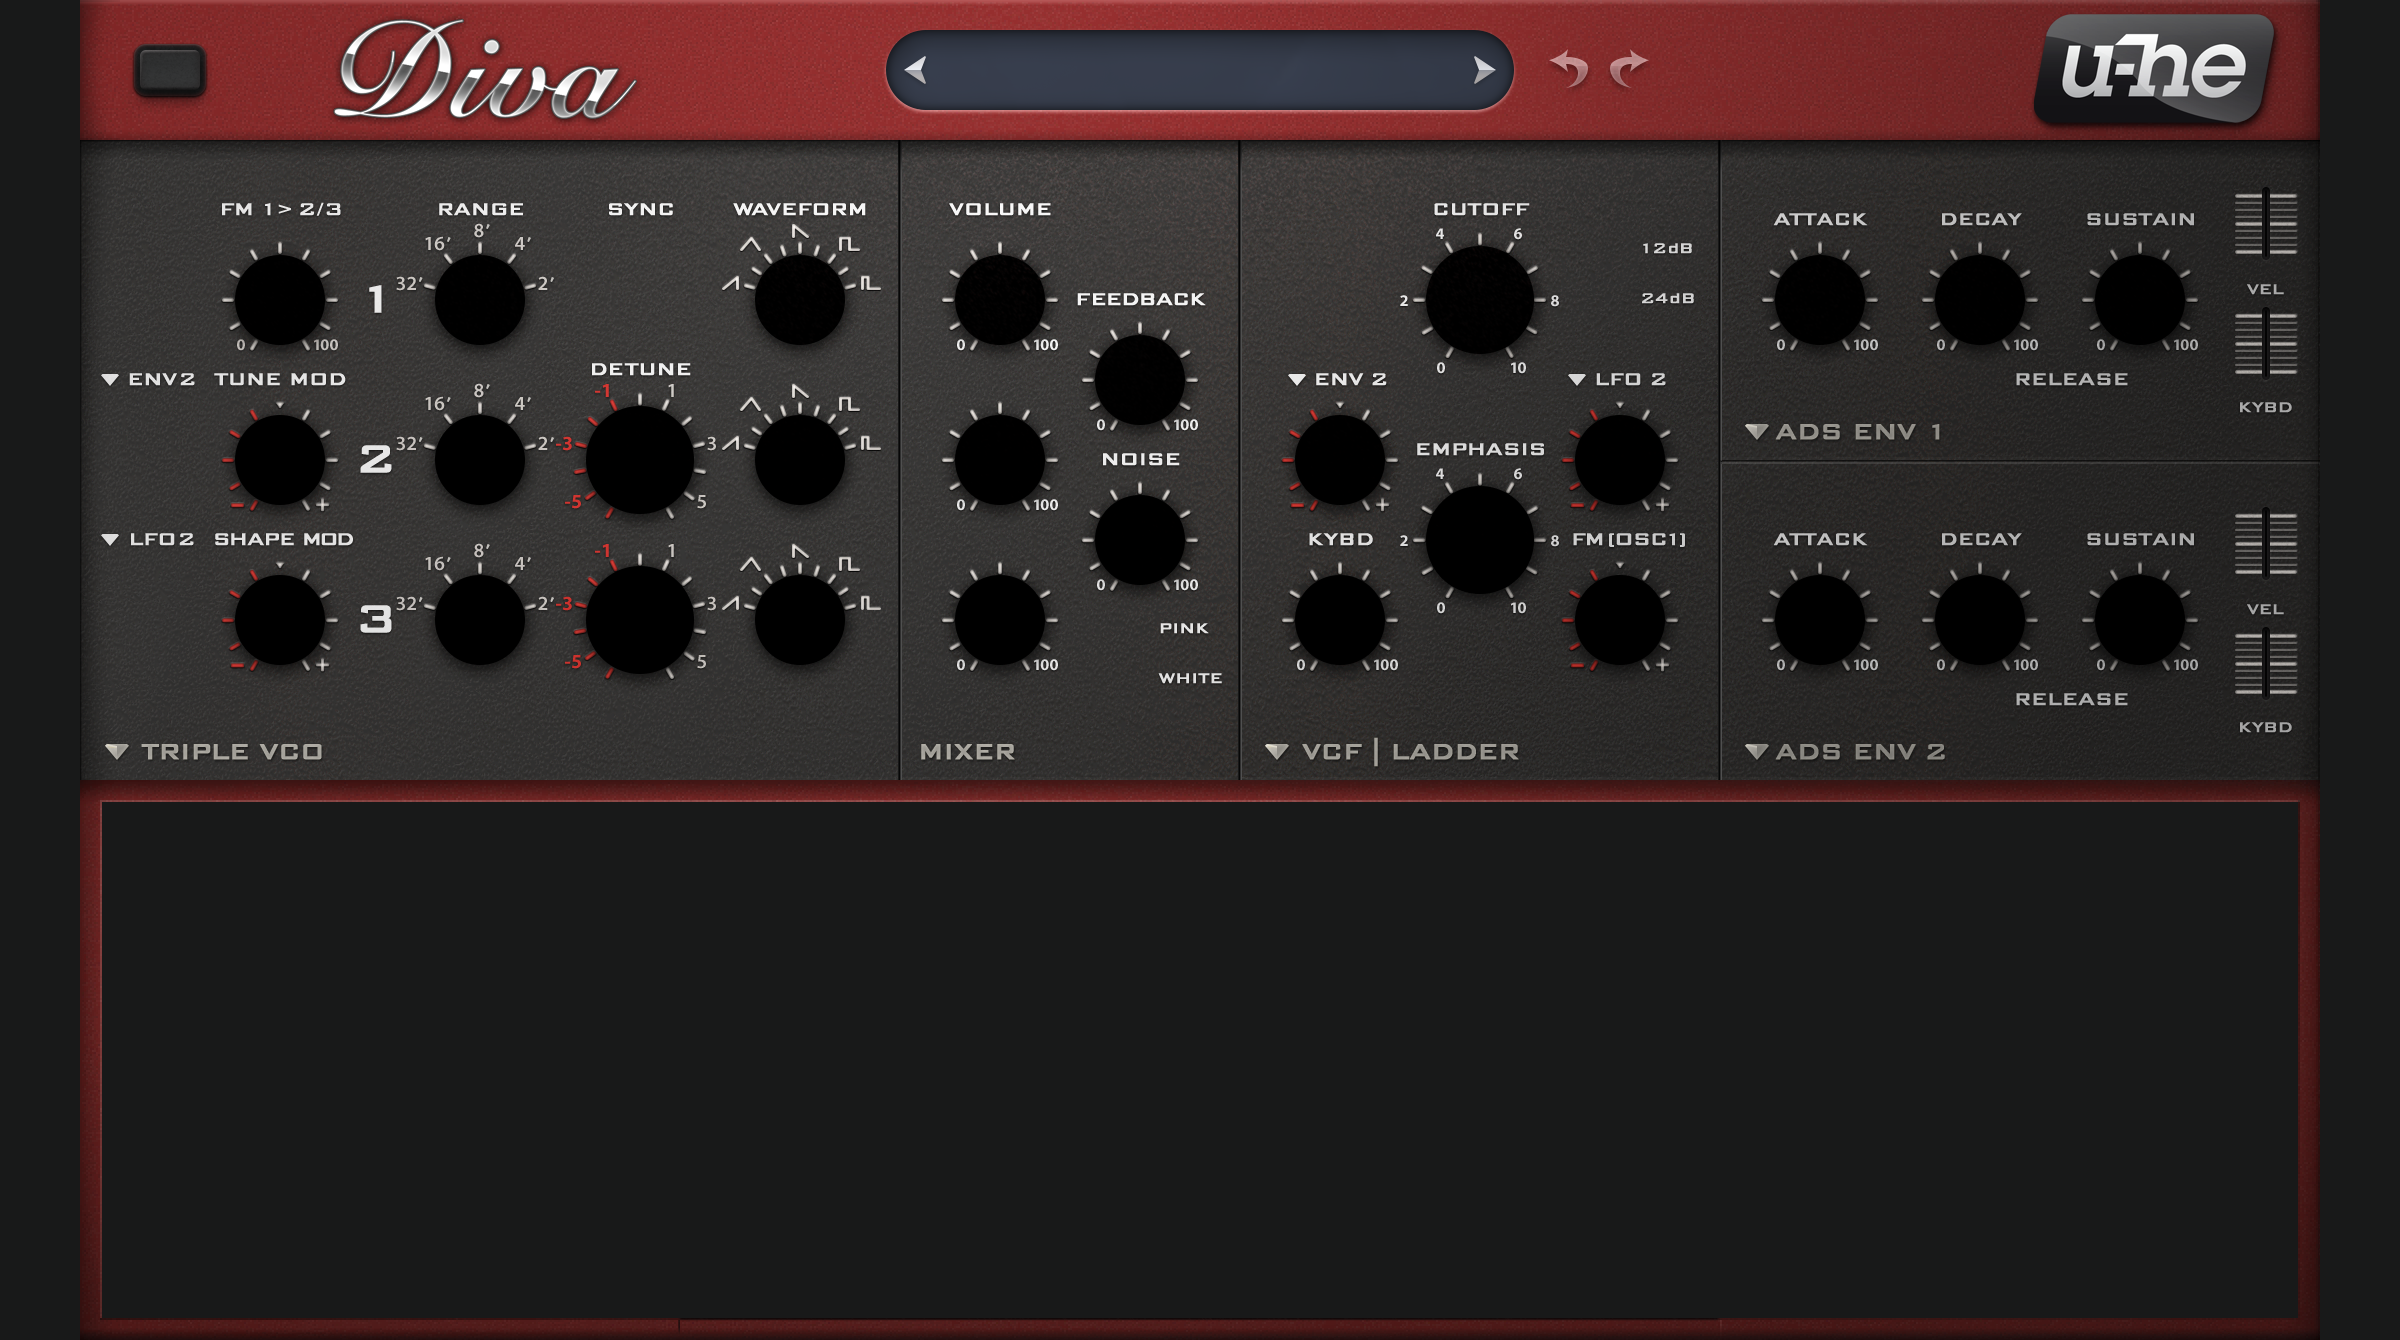 Diva
u-he
FM 1 > 2/3 RANGE SYNC WAVEFORM
16' 8' 4'
32' 2'
0 100
1
ENV2 TUNE MOD
DETUNE
16' 8' 4' -1 1
32' 2' -3 3
-5 5
- +
2
LFO2 SHAPE MOD
16' 8' 4' -1 1
32' 2' -3 3
-5 5
- +
3
TRIPLE VCO
VOLUME
0 100
FEEDBACK
0 100
0 100
NOISE
0 100
0 100
PINK
WHITE
MIXER
CUTOFF
4 6
2 8
0 10
12dB
24dB
ENV 2
- +
LFO 2
- +
EMPHASIS
4 6
2 8
0 10
KYBD
0 100
FM [OSC1]
- +
VCF | LADDER
ATTACK DECAY SUSTAIN
0 100 0 100 0 100
RELEASE
VEL
KYBD
ADS ENV 1
ATTACK DECAY SUSTAIN
0 100 0 100 0 100
RELEASE
VEL
KYBD
ADS ENV 2